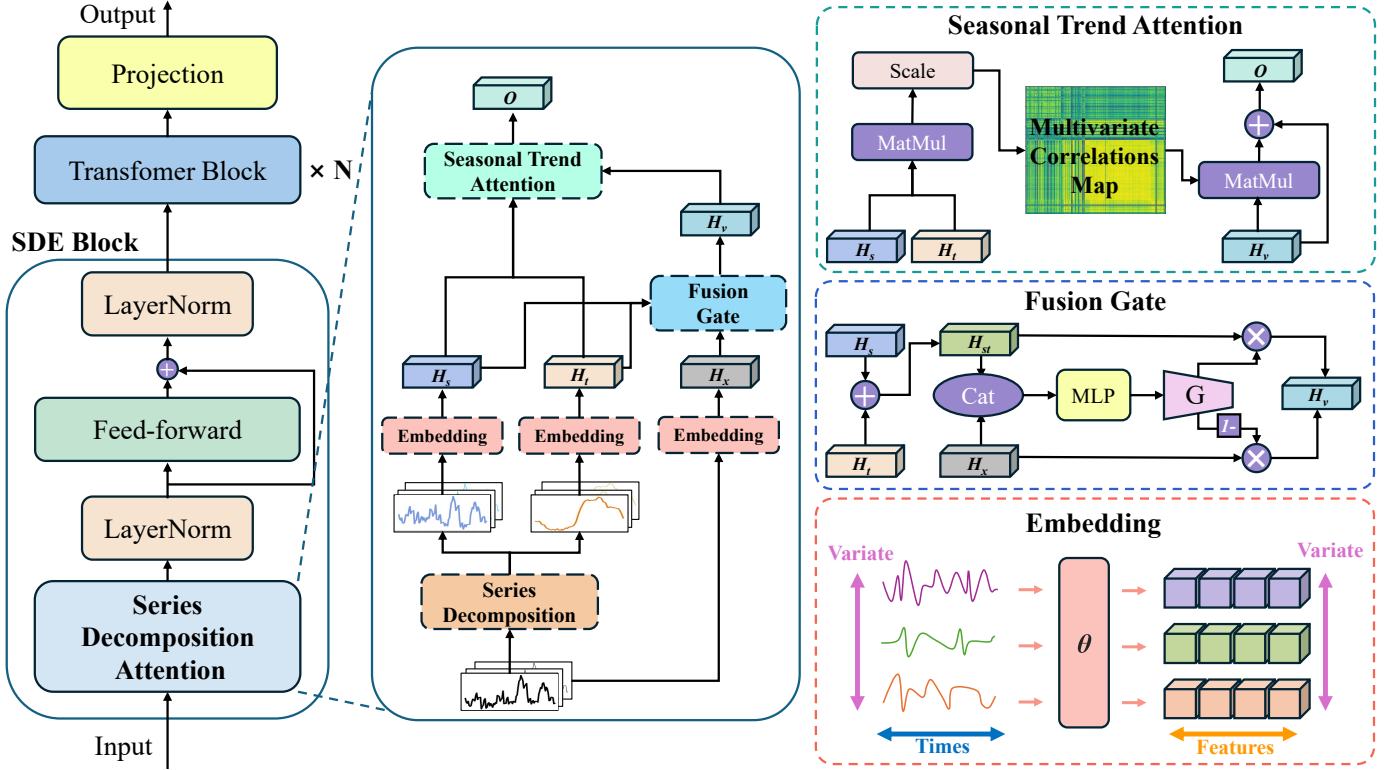 Output
Projection
Transfomer Block
× N
SDE Block
LayerNorm
+
Feed-forward
LayerNorm
Series
Decomposition
Attention
Input
O
Seasonal Trend
Attention
H_v
Fusion
Gate
H_s
H_t
H_x
Embedding
Embedding
Embedding
Series
Decomposition
Seasonal Trend Attention
Scale
MatMul
H_s
H_t
Multivariate
Correlations
Map
O
+
MatMul
H_v
Fusion Gate
H_s
+
H_t
H_st
Cat
H_x
MLP
G
1-
×
×
H_v
Embedding
Variate
θ
Variate
Times
Features